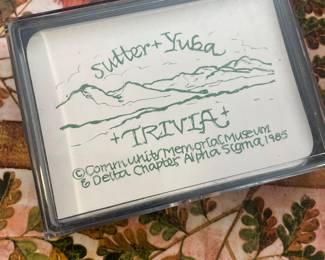 Sutter + Yuba
+ TRIVIA +
© Community Memorial Museum
& Delta Chapter Alpha Sigma, 1985